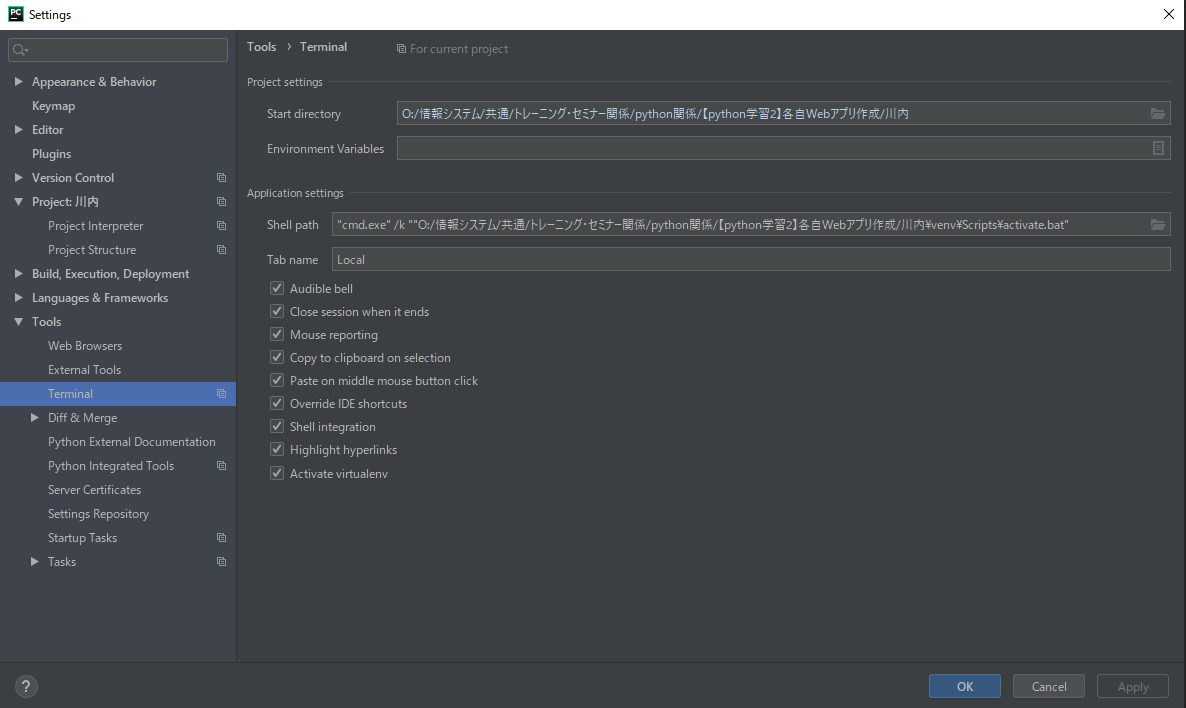 PC Settings
Appearance & Behavior
Keymap
Editor
Plugins
Version Control
Project: 川内
Project Interpreter
Project Structure
Build, Execution, Deployment
Languages & Frameworks
Tools
Web Browsers
External Tools
Terminal
Diff & Merge
Python External Documentation
Python Integrated Tools
Server Certificates
Settings Repository
Startup Tasks
Tasks
Tools › Terminal For current project
Project settings
Start directory O:/情報システム/共通/トレーニング・セミナー関係/python関係/【python学習2】各自Webアプリ作成/川内
Environment Variables
Application settings
Shell path "cmd.exe" /k ""O:/情報システム/共通/トレーニング・セミナー関係/python関係/【python学習2】各自Webアプリ作成/川内¥venv¥Scripts¥activate.bat"
Tab name Local
Audible bell
Close session when it ends
Mouse reporting
Copy to clipboard on selection
Paste on middle mouse button click
Override IDE shortcuts
Shell integration
Highlight hyperlinks
Activate virtualenv
? OK Cancel Apply